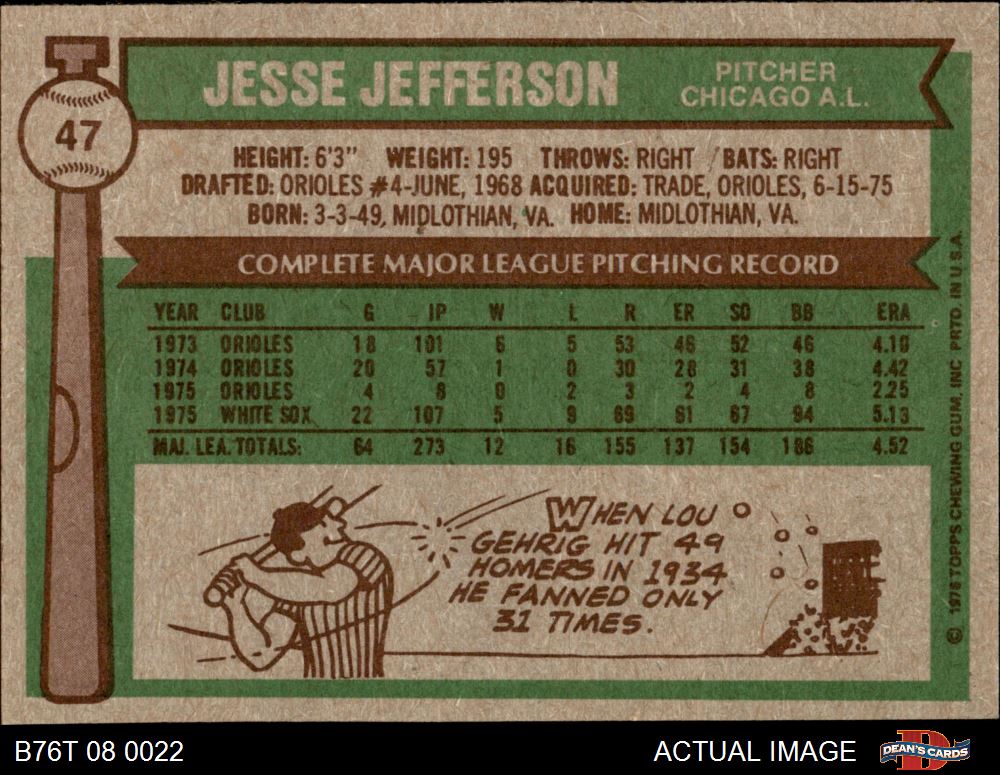 JESSE JEFFERSON
PITCHER
CHICAGO A.L.
47
HEIGHT: 6'3" WEIGHT: 195 THROWS: RIGHT BATS: RIGHT
DRAFTED: ORIOLES #4-JUNE, 1968 ACQUIRED: TRADE, ORIOLES, 6-15-75
BORN: 3-3-49, MIDLOTHIAN, VA. HOME: MIDLOTHIAN, VA.
COMPLETE MAJOR LEAGUE PITCHING RECORD
YEAR CLUB G IP W L R ER SO BB ERA
1973 ORIOLES 18 101 6 5 53 46 52 46 4.10
1974 ORIOLES 20 57 1 0 30 28 31 38 4.42
1975 ORIOLES 4 8 0 2 3 2 4 8 2.25
1975 WHITE SOX 22 107 5 9 69 61 67 94 5.13
MAJ. LEA. TOTALS: 64 273 12 16 155 137 154 186 4.52
WHEN LOU
GEHRIG HIT 49
HOMERS IN 1934
HE FANNED ONLY
31 TIMES.
© 1976 TOPPS CHEWING GUM, INC PRTD. IN U.S.A.
B76T 08 0022
ACTUAL IMAGE
DEAN'S CARDS